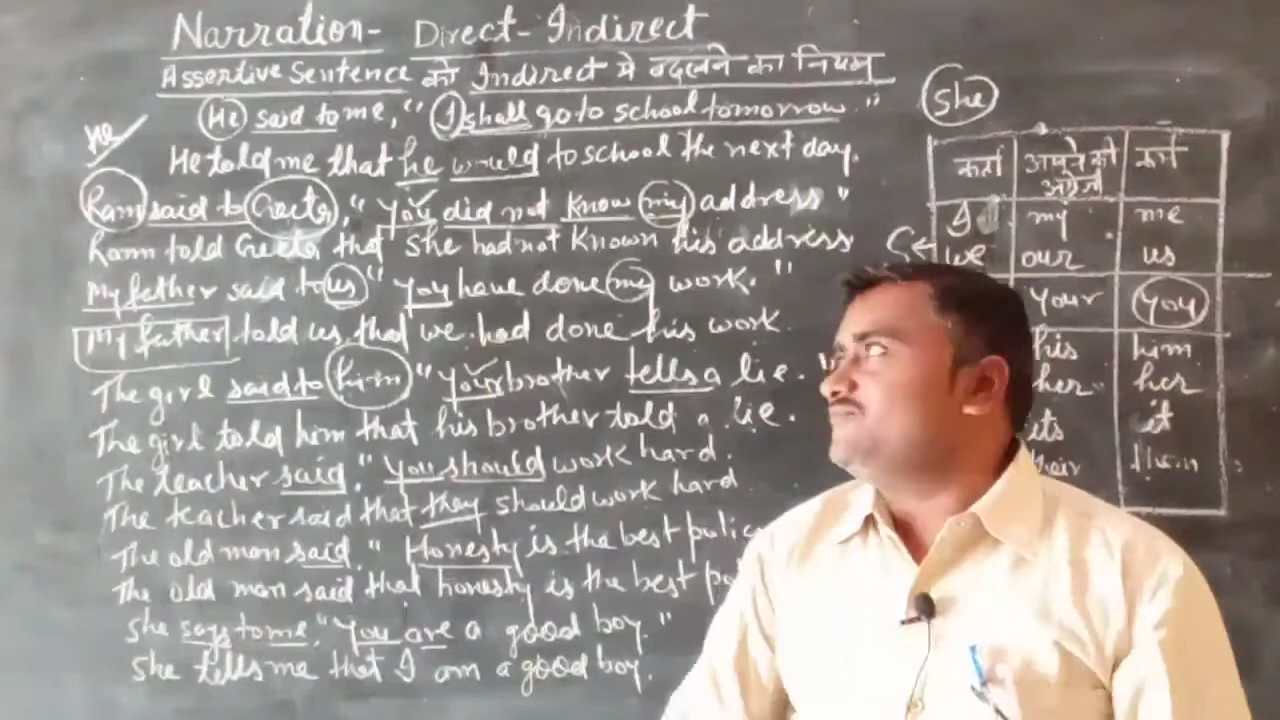 Narration- Direct-Indirect
Assertive Sentence को Indirect मे बदलने का नियम
He said to me, "I shall go to school tomorrow."
He
He told me that he would to school the next day.
Ram said to Geeta, "You did not know my address"
Ram told Geeta that She had not known his address
My father said to us "You have done my work."
My father told us that we had done his work.
The girl said to him "Your brother tells a lie."
The girl told him that his brother told a lie.
The teacher said, "You should work hard.
The teacher said that they should work hard
The old man said, "Honesty is the best
The old man said that honesty is the best
She says to me, "You are a good boy."
She tells me that I am a good boy.
She
कर्ता अपुने की अंग्रेजी कर्म
I my me
we our us
your you
his him
her her
its it
their them